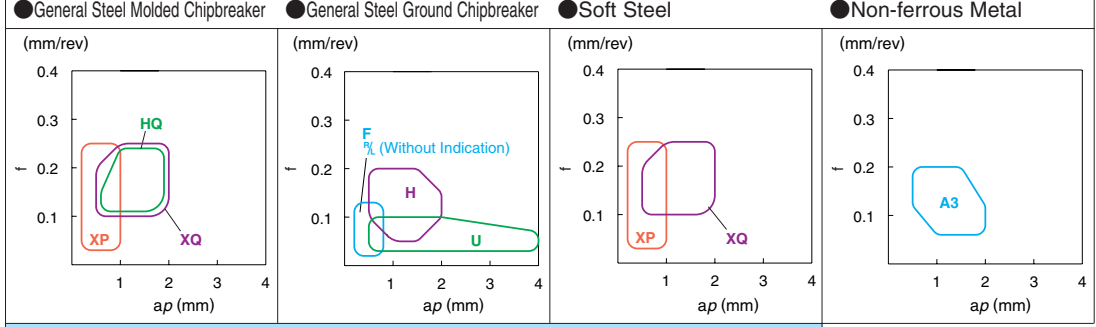 ●General Steel Molded Chipbreaker
(mm/rev)
0.4
0.3
0.2
0.1
f
HQ
XP
XQ
1 2 3 4
ap (mm)
●General Steel Ground Chipbreaker
(mm/rev)
0.4
0.3
0.2
0.1
f
F
R/L (Without Indication)
H
U
1 2 3 4
ap (mm)
●Soft Steel
(mm/rev)
0.4
0.3
0.2
0.1
f
XP
XQ
1 2 3 4
ap (mm)
●Non-ferrous Metal
(mm/rev)
0.4
0.3
0.2
0.1
f
A3
1 2 3 4
ap (mm)